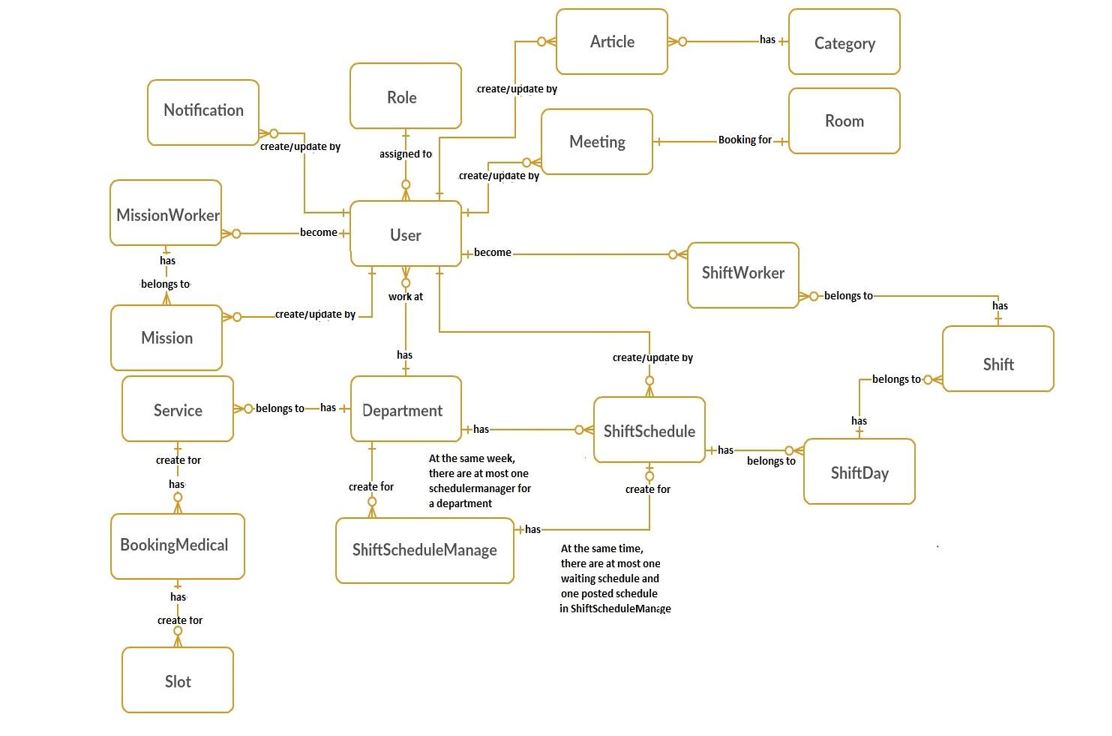 Article
has
Category
Role
create/update by
Notification
Room
Meeting
Booking for
create/update by
assigned to
create/update by
MissionWorker
become
User
become
ShiftWorker
has
belongs to
work at
belongs to
has
Mission
create/update by
has
create/update by
Shift
belongs to
Service
belongs to
has
Department
has
ShiftSchedule
has
has
belongs to
ShiftDay
create for
has
At the same week,
there are at most one
schedulermanager for
a department
create for
create for
BookingMedical
ShiftScheduleManage
has
At the same time,
there are at most one
waiting schedule and
one posted schedule
in ShiftScheduleManage
has
create for
Slot